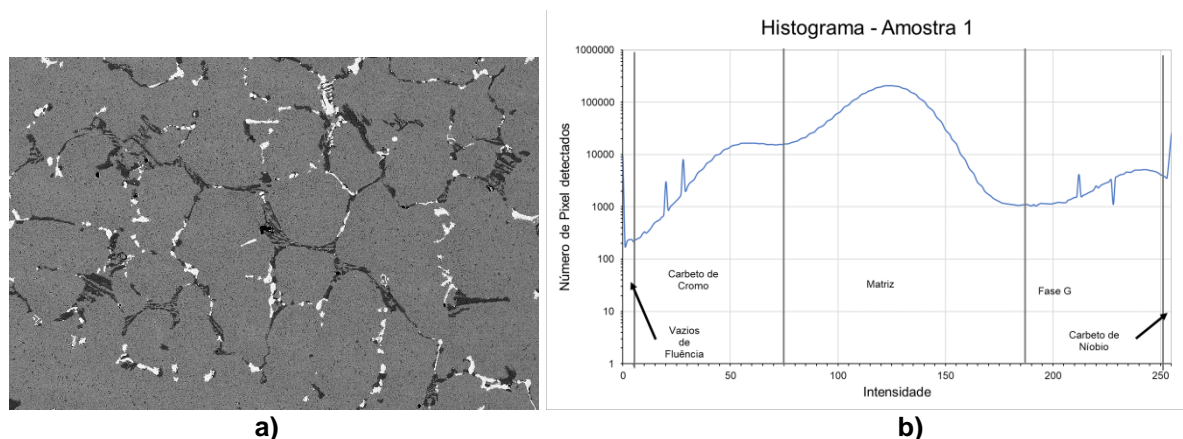 Histograma - Amostra 1
Número de Pixel detectados
1000000
100000
10000
1000
100
10
1
Carbeto de
Cromo
Matriz
Fase G
Vazios
de
Fluência
Carbeto de
Nióbio
0 50 100 150 200 250
Intensidade
a) b)